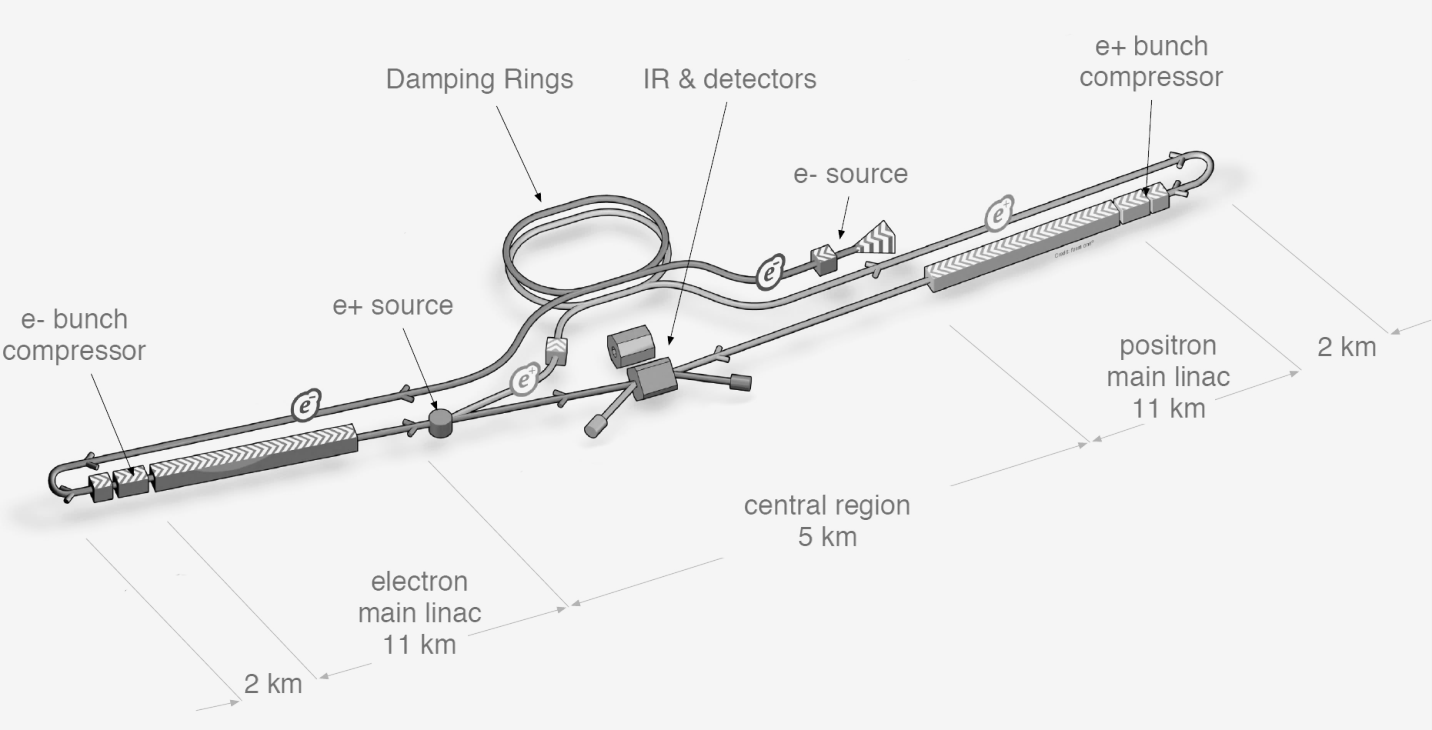 e+ bunch
compressor
Damping Rings
IR & detectors
e- source
e+
e-
e+ source
e- bunch
compressor
e+
e-
positron
main linac
11 km
2 km
central region
5 km
electron
main linac
11 km
2 km